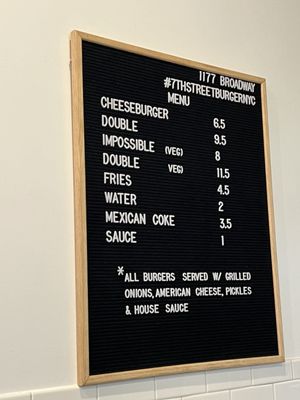 1177 BROADWAY
#7THSTREETBURGERNYC
MENU
CHEESEBURGER 6.5
DOUBLE 9.5
IMPOSSIBLE (VEG) 8
DOUBLE VEG) 11.5
FRIES 4.5
WATER 2
MEXICAN COKE 3.5
SAUCE 1
*ALL BURGERS SERVED W/ GRILLED
ONIONS, AMERICAN CHEESE, PICKLES
& HOUSE SAUCE